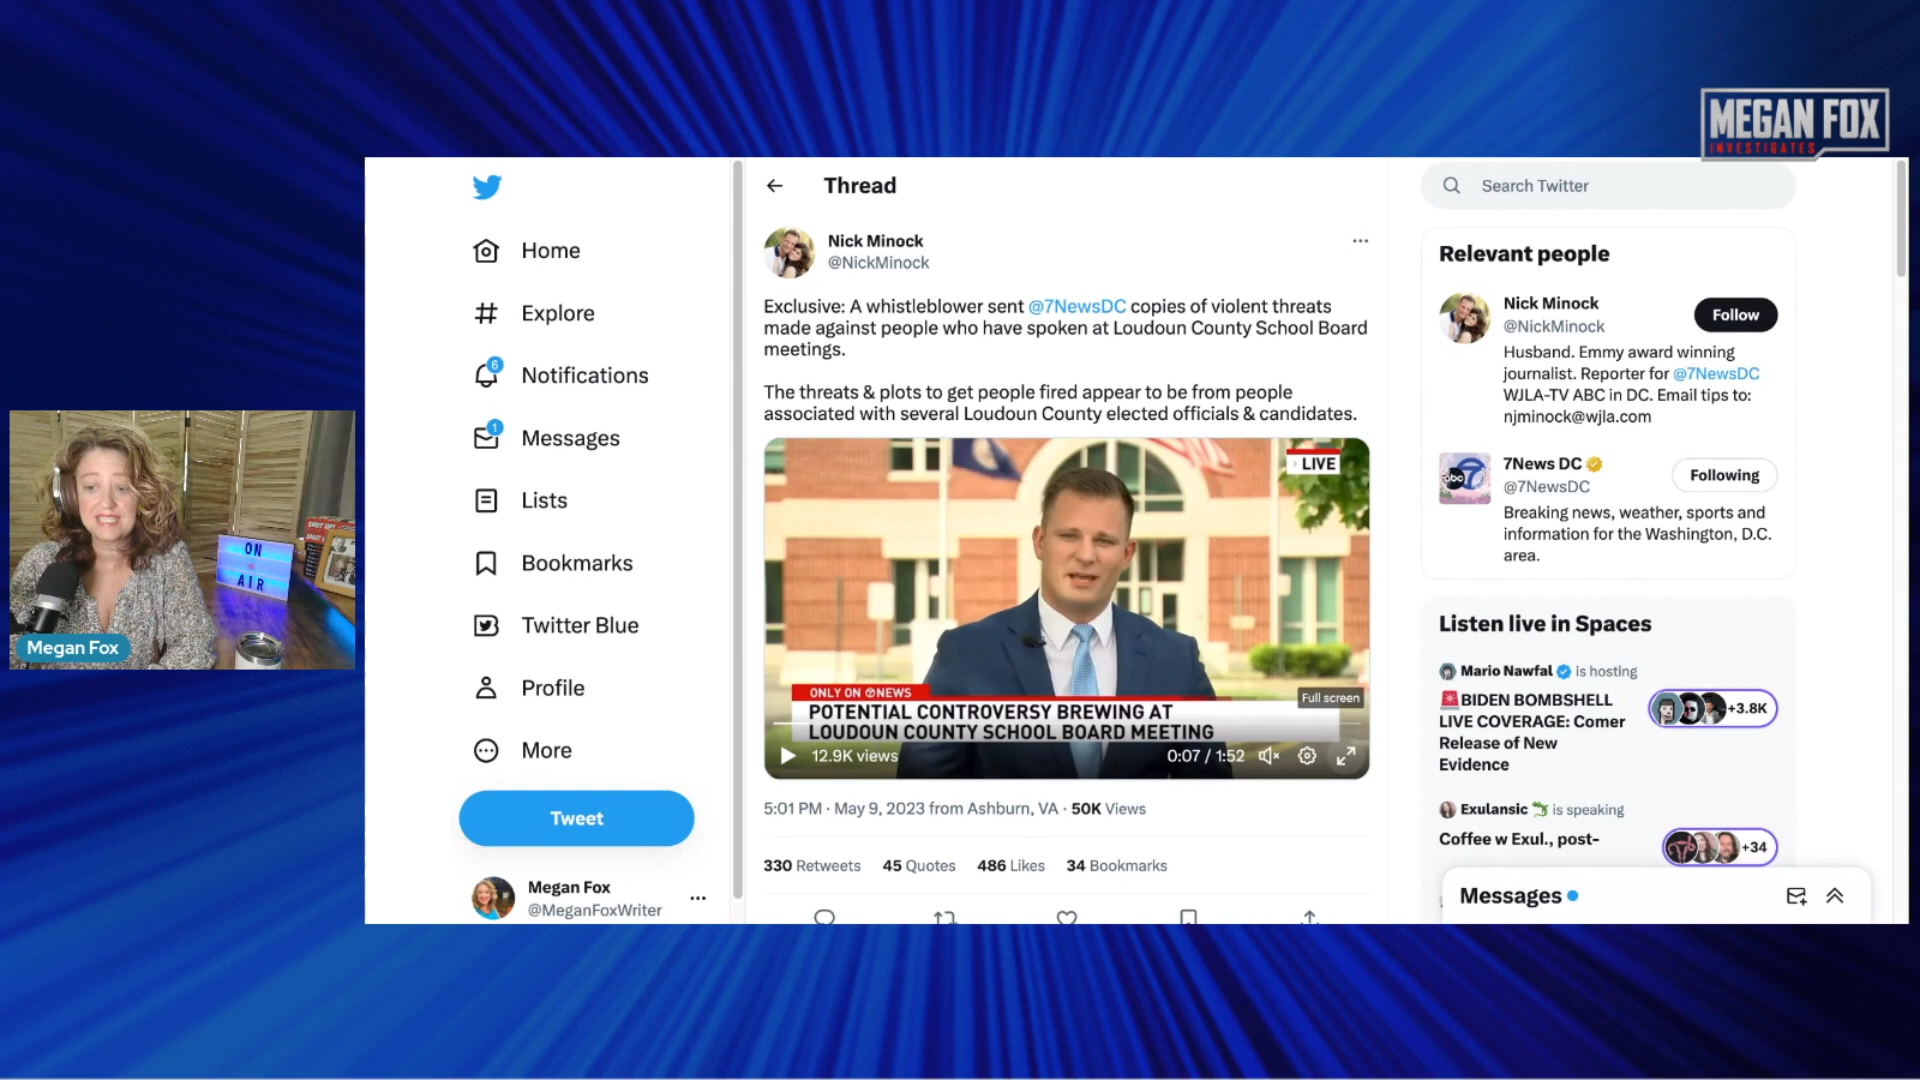 MEGAN FOX
INVESTIGATES
Home
Explore
6
Notifications
1
Messages
Lists
Bookmarks
Twitter Blue
Profile
More
Tweet
Megan Fox
@MeganFoxWriter
Thread
Nick Minock
@NickMinock
Exclusive: A whistleblower sent @7NewsDC copies of violent threats
made against people who have spoken at Loudoun County School Board
meetings.
The threats & plots to get people fired appear to be from people
associated with several Loudoun County elected officials & candidates.
LIVE
ONLY ON 7NEWS
Full screen
POTENTIAL CONTROVERSY BREWING AT
LOUDOUN COUNTY SCHOOL BOARD MEETING
12.9K views
0:07 / 1:52
5:01 PM · May 9, 2023 from Ashburn, VA · 50K Views
330 Retweets 45 Quotes 486 Likes 34 Bookmarks
Search Twitter
Relevant people
Nick Minock
@NickMinock
Follow
Husband. Emmy award winning
journalist. Reporter for @7NewsDC
WJLA-TV ABC in DC. Email tips to:
njminock@wjla.com
abc 7
7News DC
@7NewsDC
Following
Breaking news, weather, sports and
information for the Washington, D.C.
area.
Listen live in Spaces
Mario Nawfal is hosting
🚨BIDEN BOMBSHELL
LIVE COVERAGE: Comer
Release of New
Evidence
+3.8K
Exulansic 🦎 is speaking
Coffee w Exul., post-
+34
Messages
ON
AIR
Megan Fox